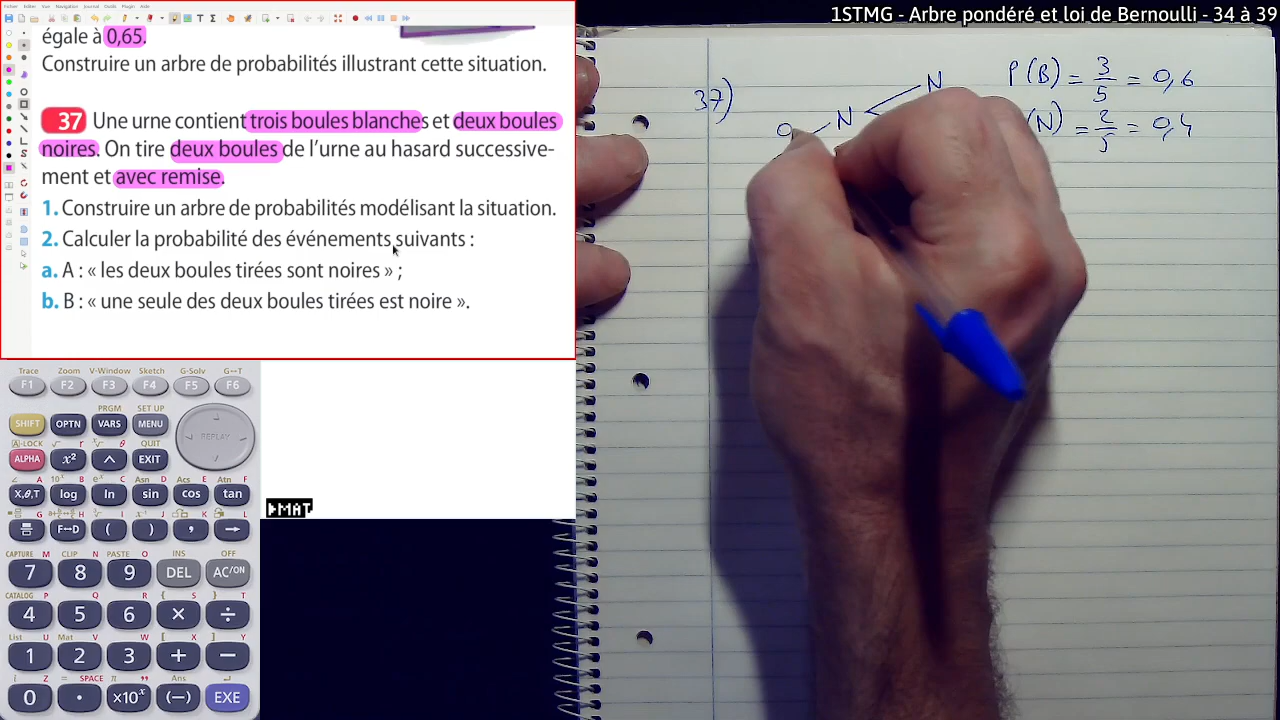 1STMG - Arbre pondéré et loi de Bernoulli - 34 à 39
égale à 0,65.
Construire un arbre de probabilités illustrant cette situation.
37 Une urne contient trois boules blanches et deux boules
noires. On tire deux boules de l'urne au hasard successive-
ment et avec remise.
1. Construire un arbre de probabilités modélisant la situation.
2. Calculer la probabilité des événements suivants :
a. A : « les deux boules tirées sont noires » ;
b. B : « une seule des deux boules tirées est noire ».
37)
N
N
P(B) = 3/5 = 0,6
(N) = 2/5 = 0,4
Trace Zoom V-Window Sketch G-Solv G↔T
F1 F2 F3 F4 F5 F6
PRGM SET UP
SHIFT OPTN VARS MENU
REPLAY
A-LOCK QUIT
ALPHA x² ^ EXIT
X,θ,T log ln sin cos tan
F↔D ( ) , →
CAPTURE CLIP PASTE INS OFF
7 8 9 DEL AC/ON
CATALOG
4 5 6 × ÷
List Mat
1 2 3 + −
SPACE Ans
0 . ×10ˣ (−) EXE
MAT